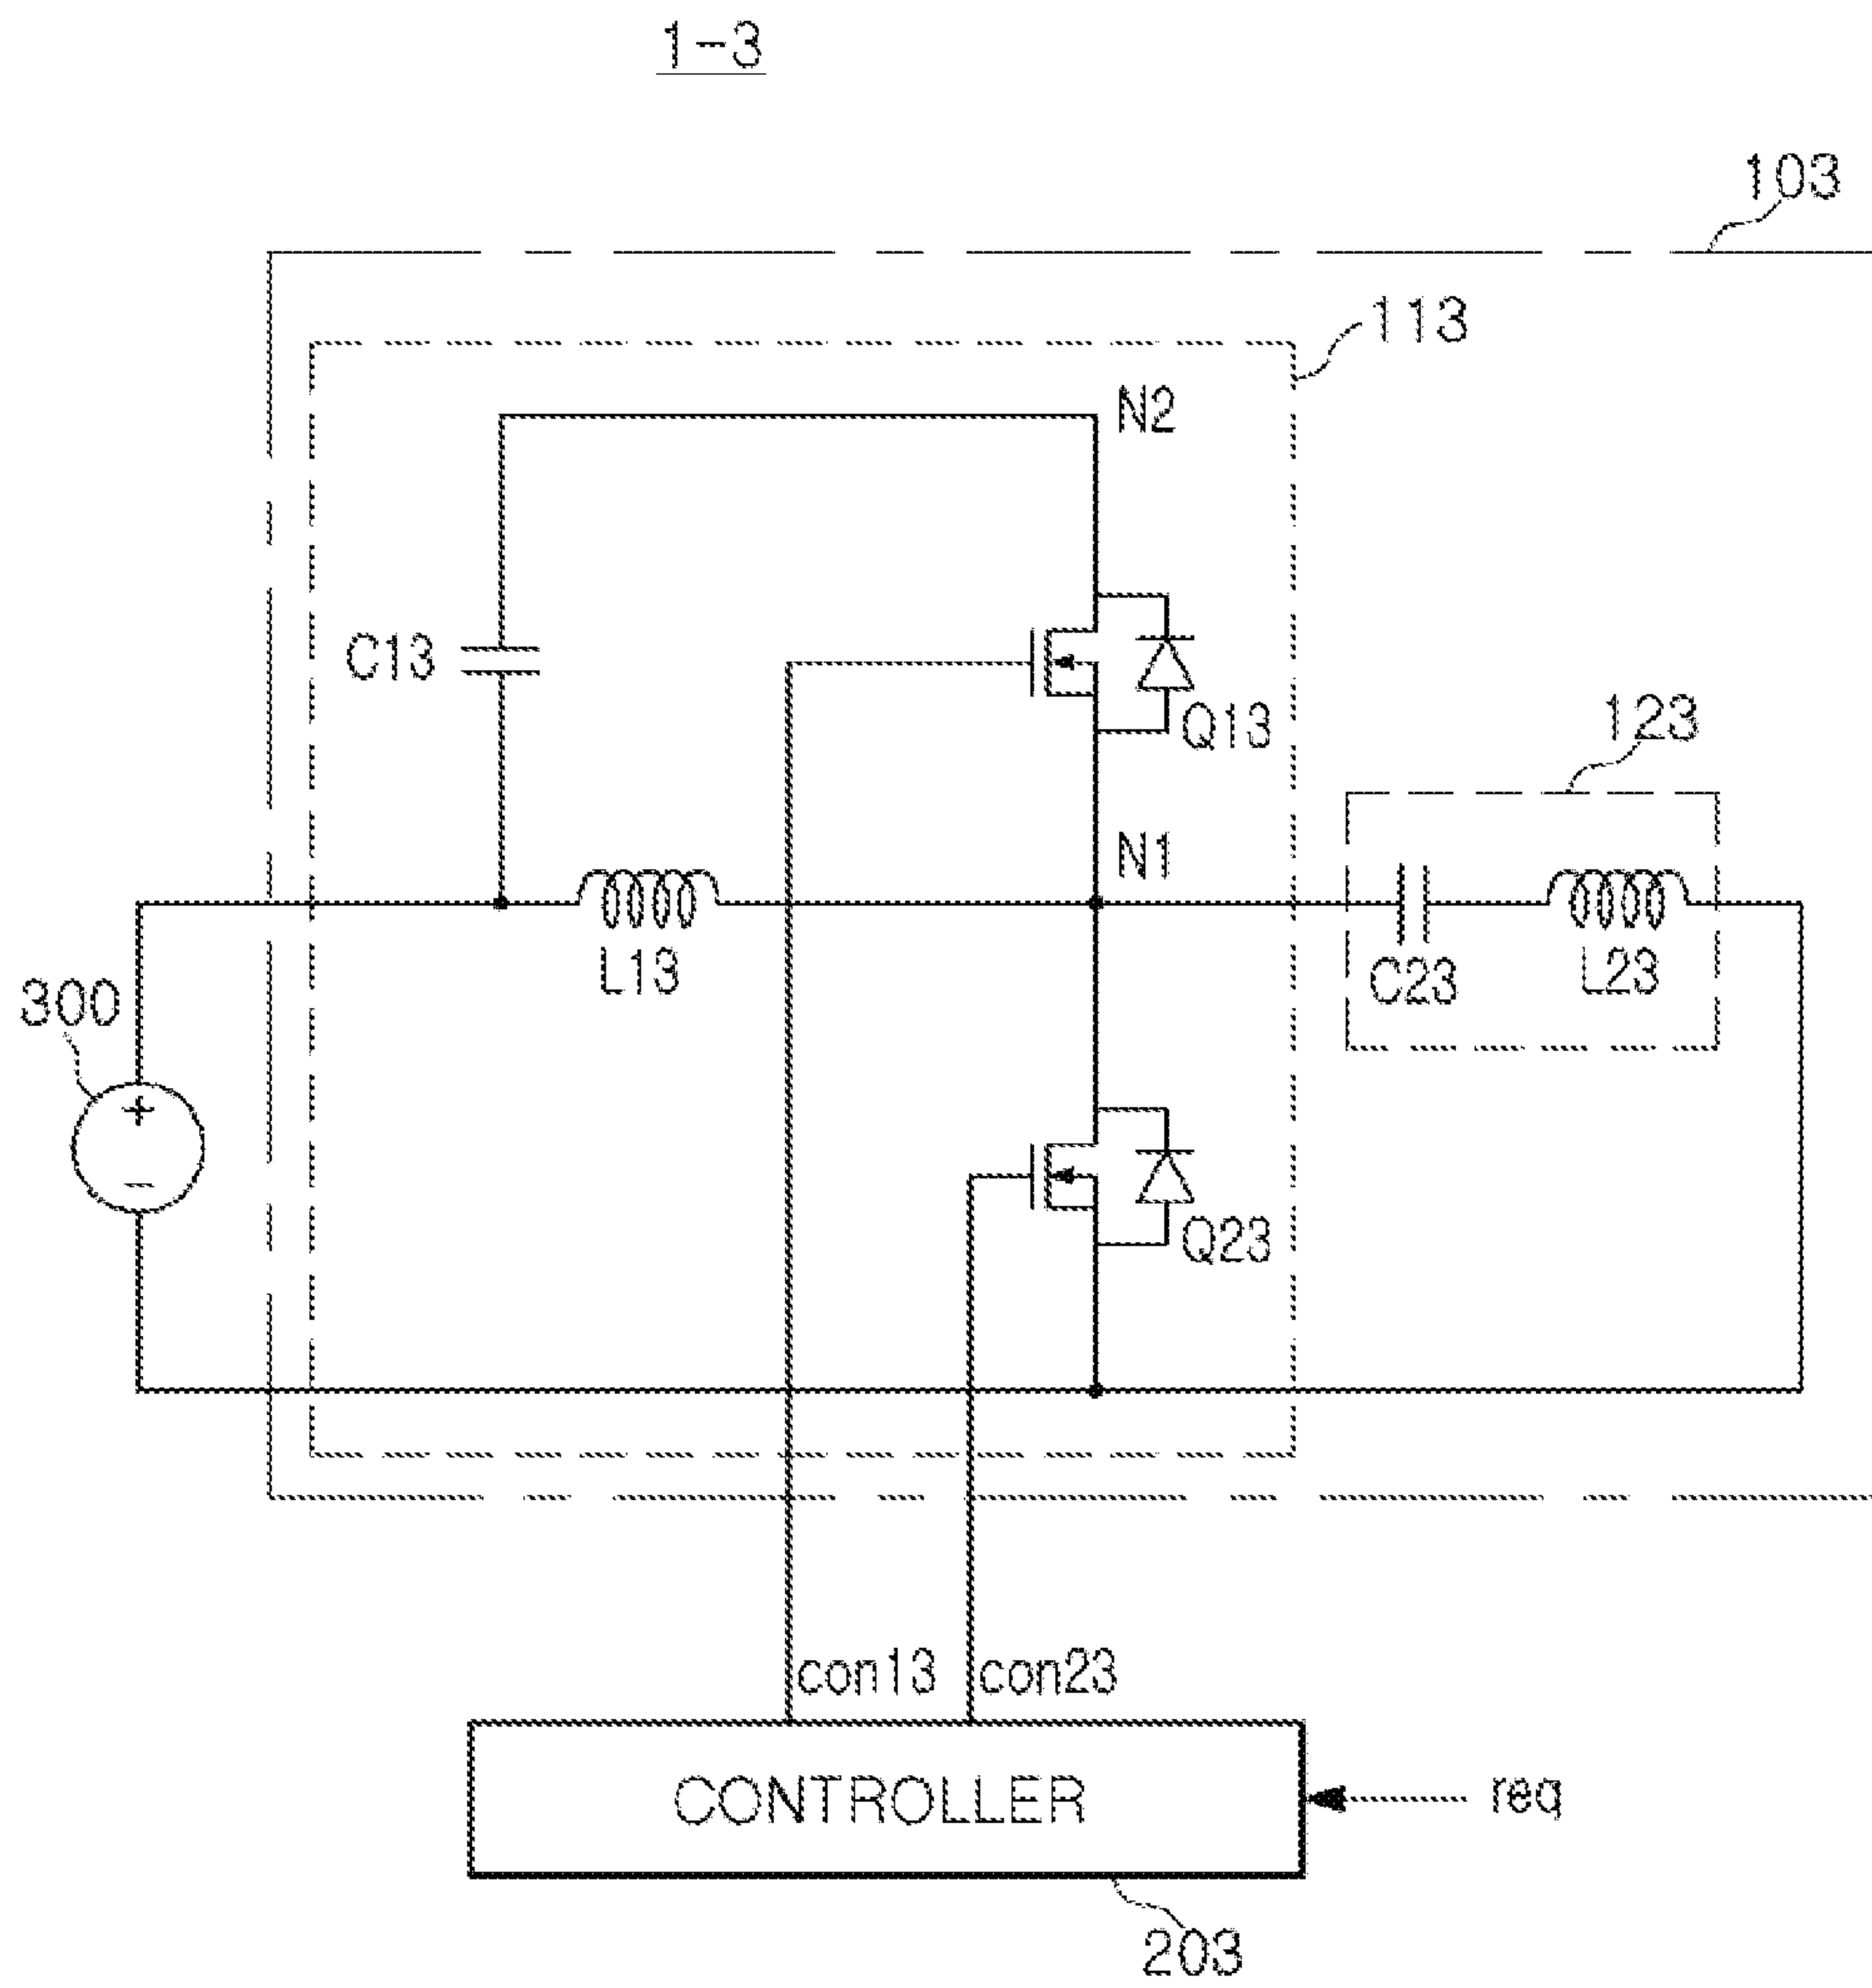 1-3
103
113
N2
C13
Q13
123
N1
L13
C23
L23
300
+
-
Q23
con13
con23
CONTROLLER
req
203